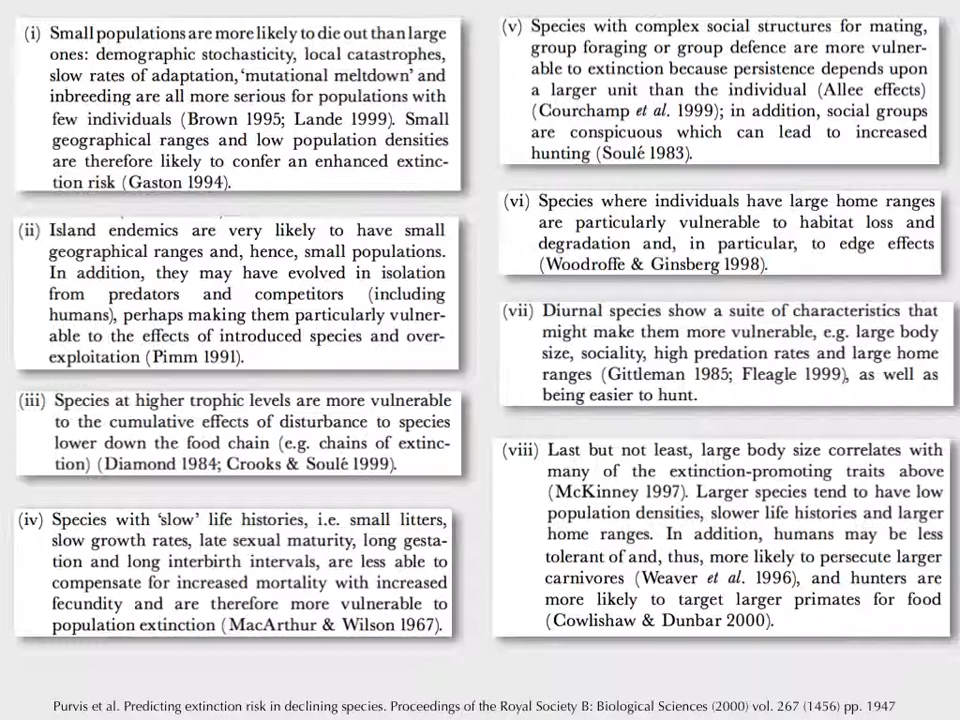 (i) Small populations are more likely to die out than large
ones: demographic stochasticity, local catastrophes,
slow rates of adaptation, ‘mutational meltdown’ and
inbreeding are all more serious for populations with
few individuals (Brown 1995; Lande 1999). Small
geographical ranges and low population densities
are therefore likely to confer an enhanced extinc-
tion risk (Gaston 1994).
(ii) Island endemics are very likely to have small
geographical ranges and, hence, small populations.
In addition, they may have evolved in isolation
from predators and competitors (including
humans), perhaps making them particularly vulner-
able to the effects of introduced species and over-
exploitation (Pimm 1991).
(iii) Species at higher trophic levels are more vulnerable
to the cumulative effects of disturbance to species
lower down the food chain (e.g. chains of extinc-
tion) (Diamond 1984; Crooks & Soulé 1999).
(iv) Species with ‘slow’ life histories, i.e. small litters,
slow growth rates, late sexual maturity, long gesta-
tion and long interbirth intervals, are less able to
compensate for increased mortality with increased
fecundity and are therefore more vulnerable to
population extinction (MacArthur & Wilson 1967).
(v) Species with complex social structures for mating,
group foraging or group defence are more vulner-
able to extinction because persistence depends upon
a larger unit than the individual (Allee effects)
(Courchamp et al. 1999); in addition, social groups
are conspicuous which can lead to increased
hunting (Soulé 1983).
(vi) Species where individuals have large home ranges
are particularly vulnerable to habitat loss and
degradation and, in particular, to edge effects
(Woodroffe & Ginsberg 1998).
(vii) Diurnal species show a suite of characteristics that
might make them more vulnerable, e.g. large body
size, sociality, high predation rates and large home
ranges (Gittleman 1985; Fleagle 1999), as well as
being easier to hunt.
(viii) Last but not least, large body size correlates with
many of the extinction-promoting traits above
(McKinney 1997). Larger species tend to have low
population densities, slower life histories and larger
home ranges. In addition, humans may be less
tolerant of and, thus, more likely to persecute larger
carnivores (Weaver et al. 1996), and hunters are
more likely to target larger primates for food
(Cowlishaw & Dunbar 2000).
Purvis et al. Predicting extinction risk in declining species. Proceedings of the Royal Society B: Biological Sciences (2000) vol. 267 (1456) pp. 1947